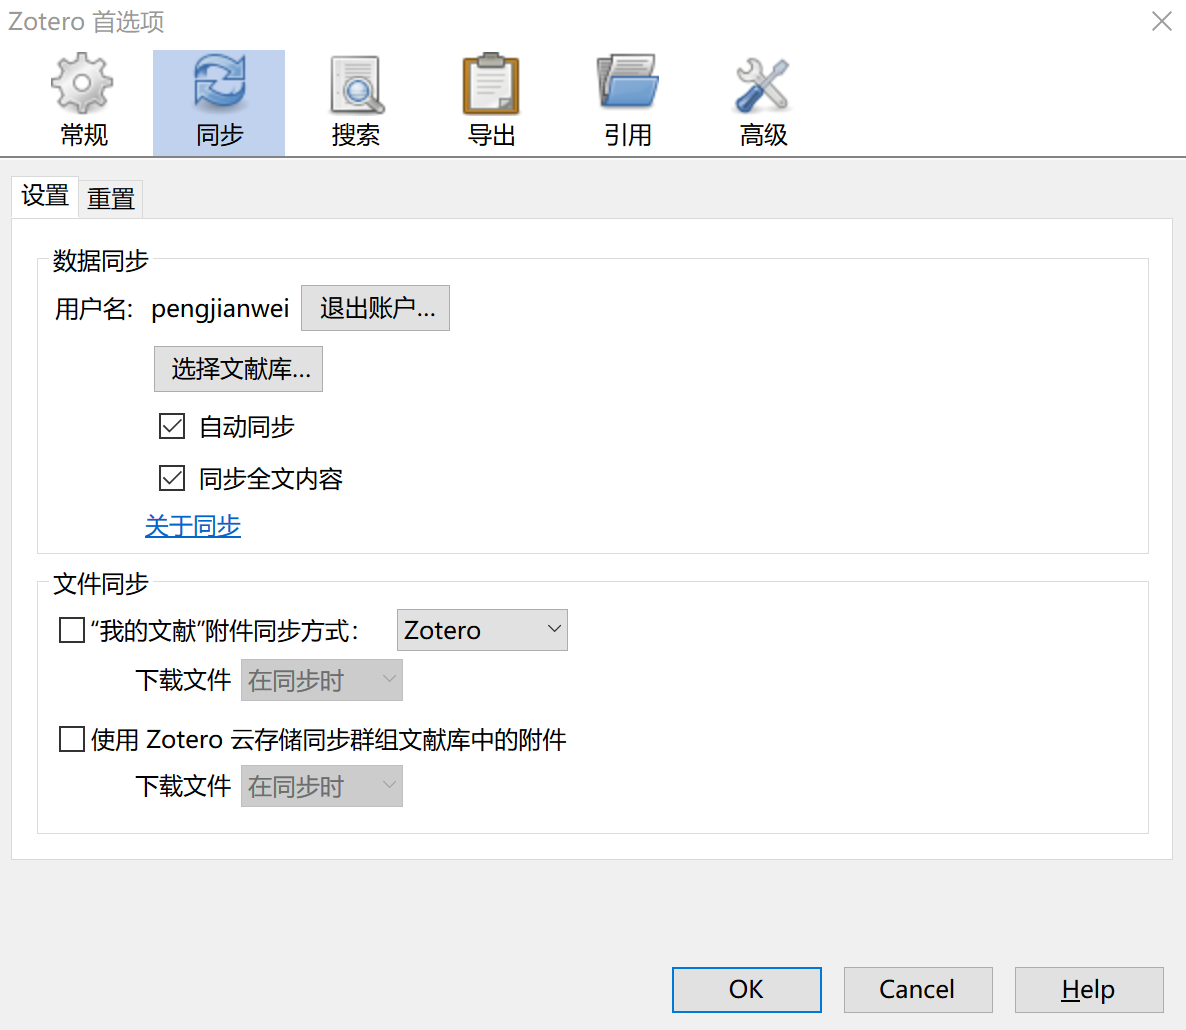 Zotero 首选项
常规 同步 搜索 导出 引用 高级
设置 重置
数据同步
用户名: pengjianwei 退出账户...
选择文献库...
自动同步
同步全文内容
关于同步
文件同步
“我的文献”附件同步方式： Zotero
下载文件 在同步时
使用 Zotero 云存储同步群组文献库中的附件
下载文件 在同步时
OK Cancel Help